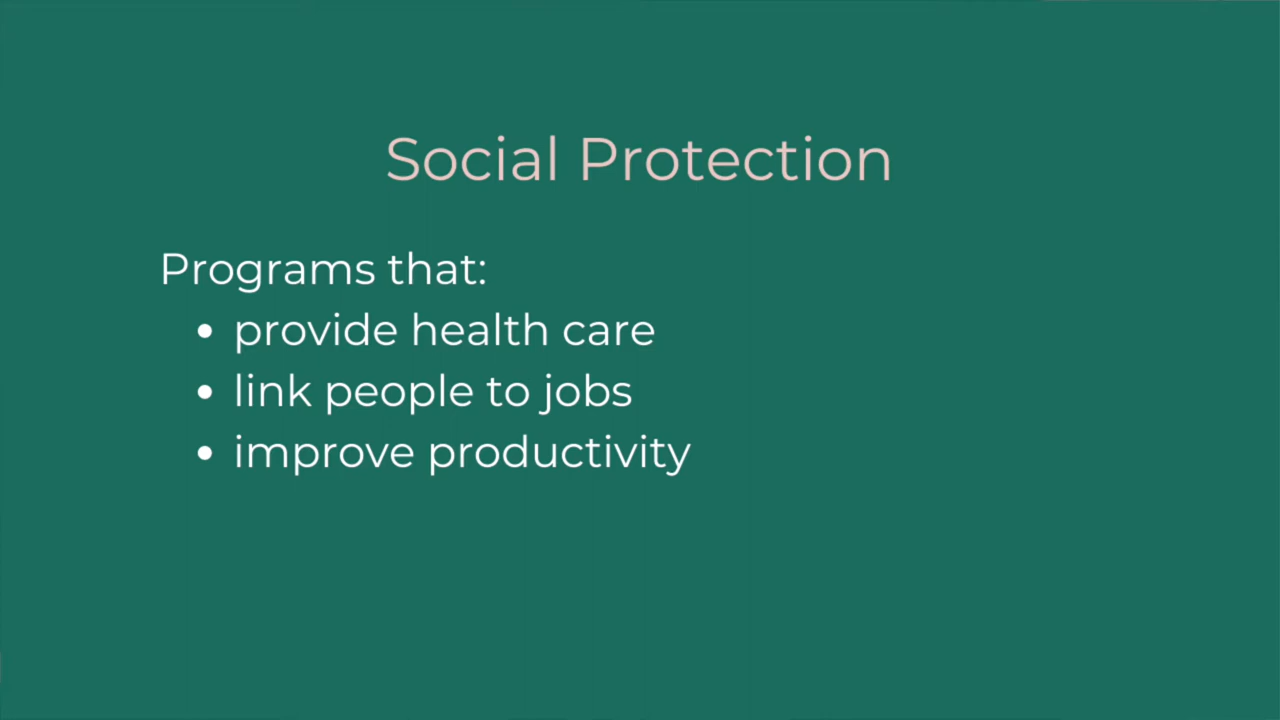 Social Protection
Programs that:
• provide health care
• link people to jobs
• improve productivity